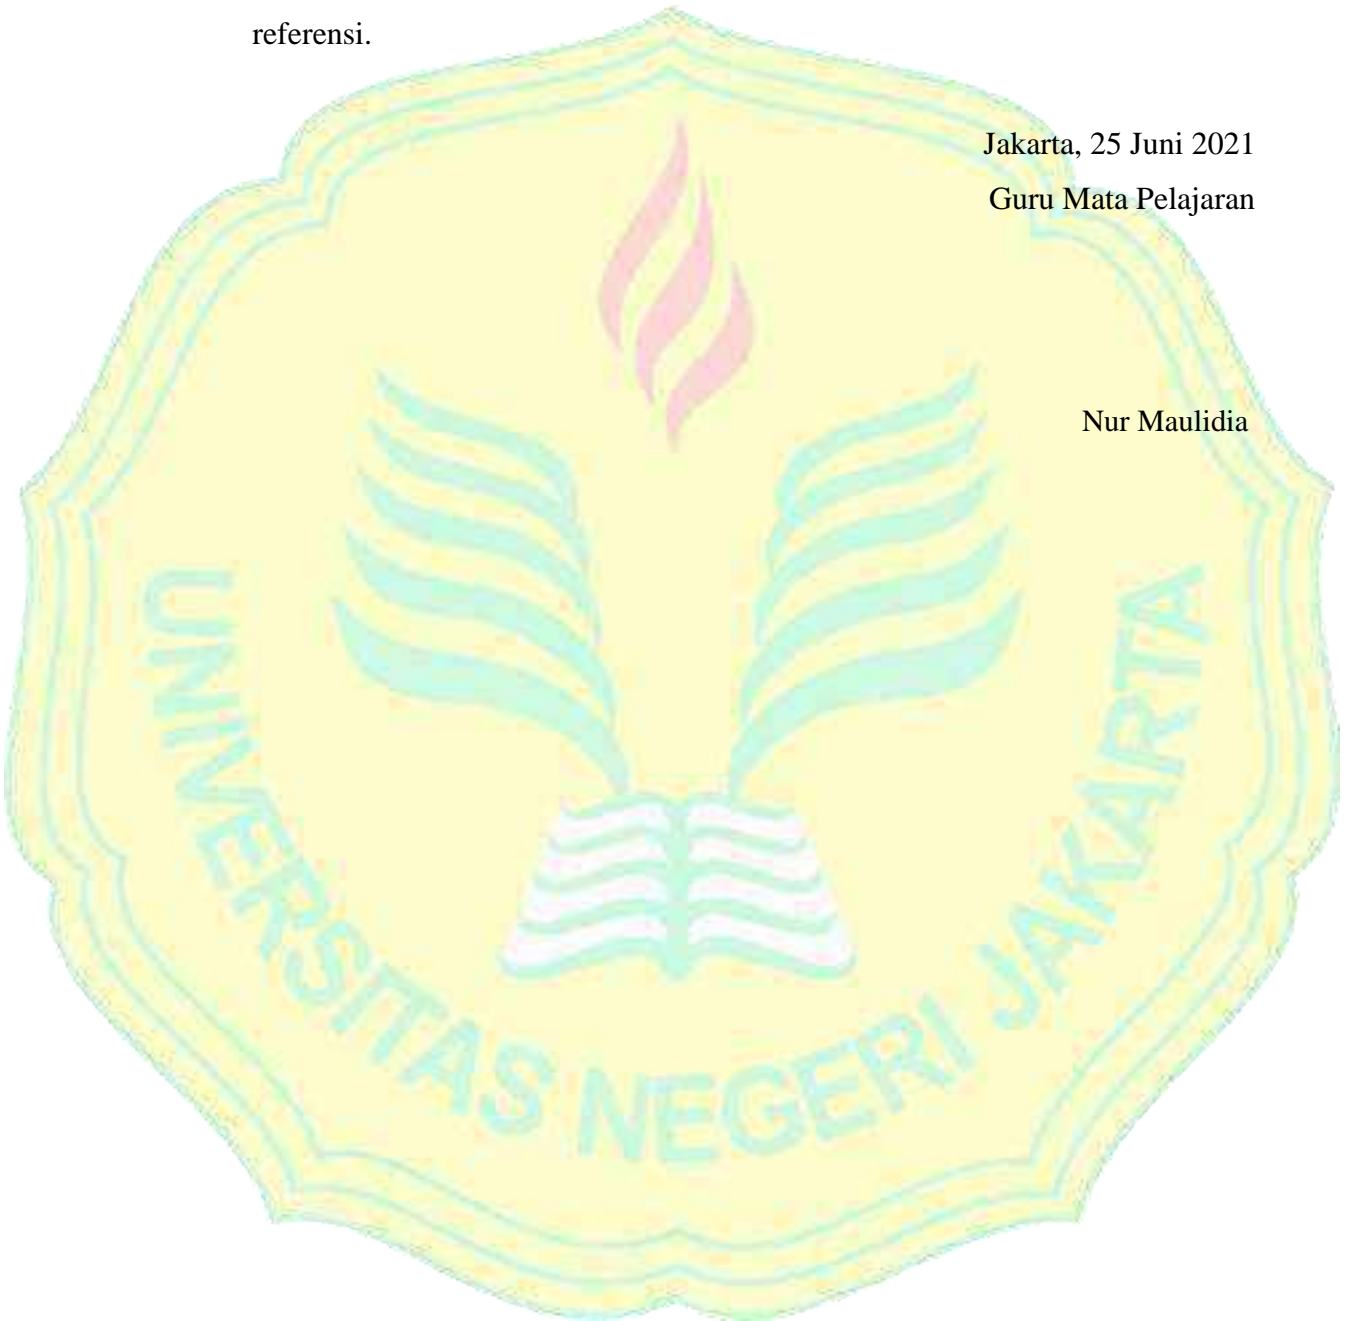 referensi.
Jakarta, 25 Juni 2021
Guru Mata Pelajaran
Nur Maulidia
UNIVERSITAS NEGERI JAKARTA